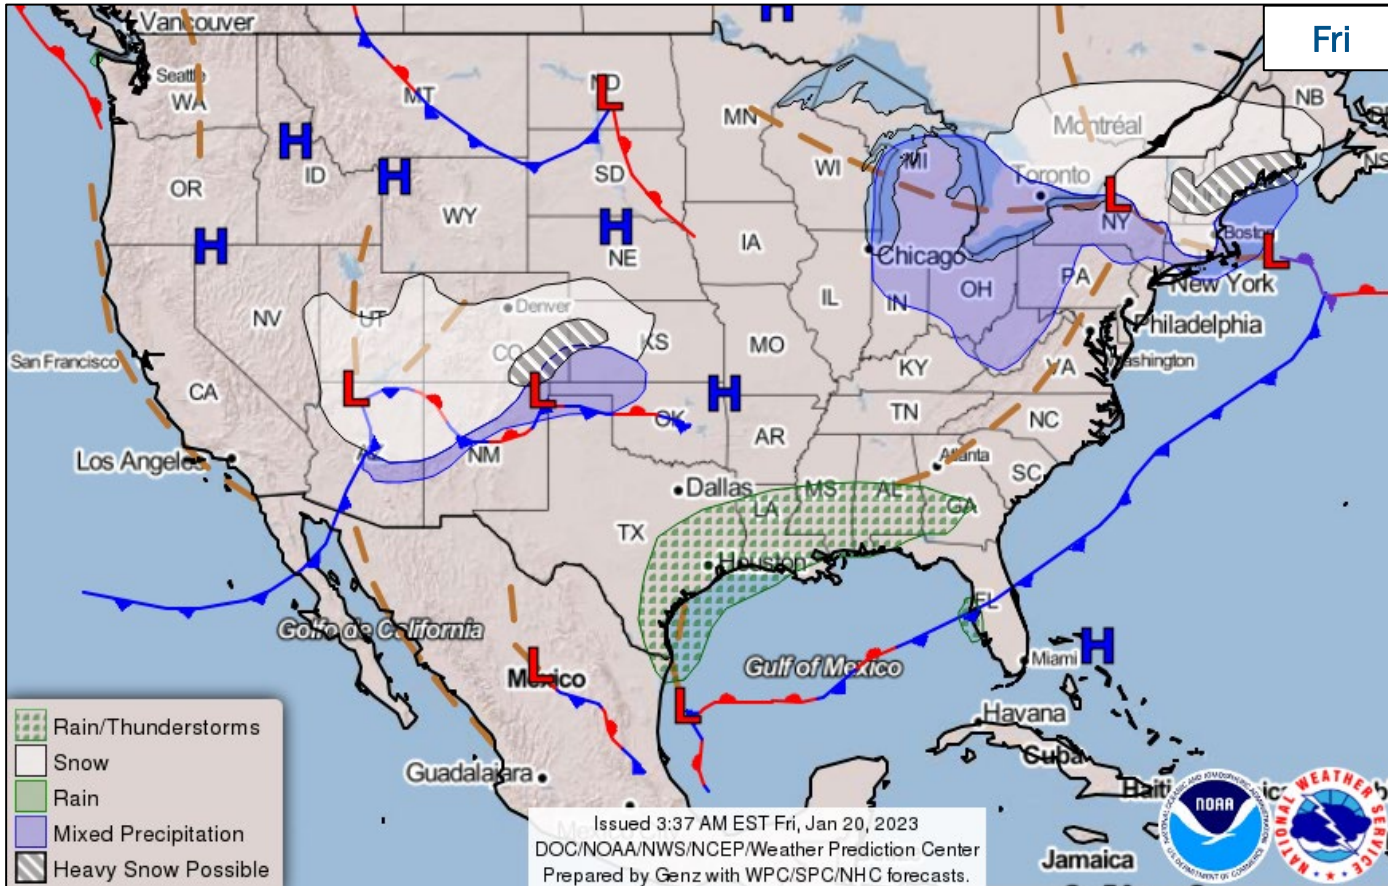 Fri
Vancouver
Seattle
WA
MT
ND
L
MN
NB
Montréal
H
H
H
ID
OR
SD
WI
MI
Toronto
L
NY
NS
WY
H
H
NE
IA
Chicago
Boston
L
PA
New York
NV
UT
Denver
IL
IN
OH
Philadelphia
San Francisco
CO
KS
MO
KY
VA
Washington
CA
L
L
H
OK
AR
TN
NC
Los Angeles
AZ
NM
Atlanta
SC
Dallas
MS
AL
GA
LA
TX
Houston
FL
Golfo de California
L
Mexico
Gulf of Mexico
Miami
H
L
Havana
Cuba
Guadalajara
Jamaica
Rain/Thunderstorms
Snow
Rain
Mixed Precipitation
Heavy Snow Possible
Issued 3:37 AM EST Fri, Jan 20, 2023
DOC/NOAA/NWS/NCEP/Weather Prediction Center
Prepared by Genz with WPC/SPC/NHC forecasts.
NOAA
NATIONAL WEATHER SERVICE